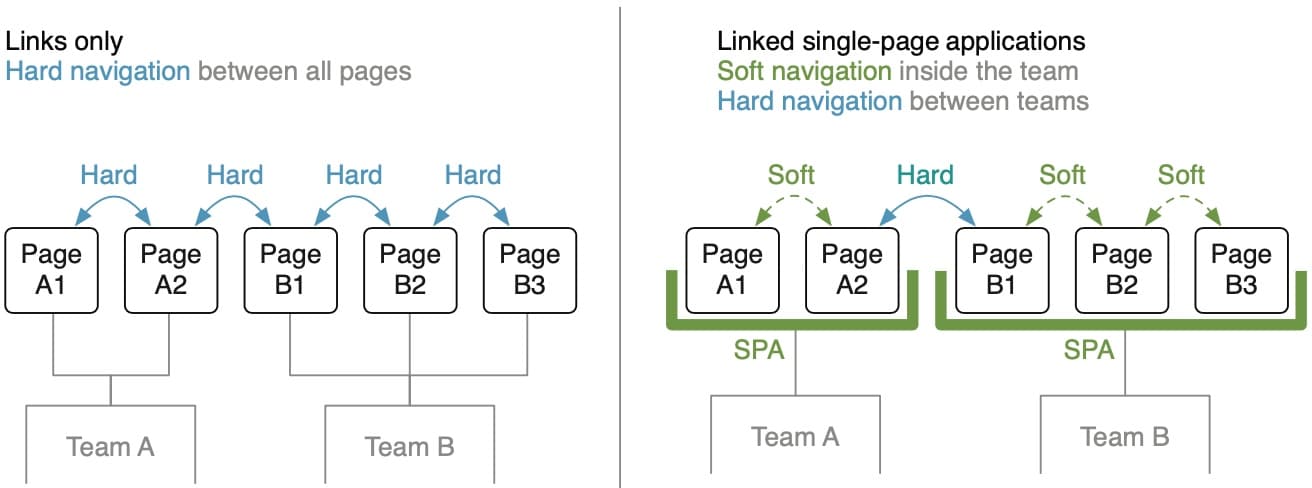 Links only
Hard navigation between all pages
Hard Hard Hard Hard
Page A1
Page A2
Page B1
Page B2
Page B3
Team A
Team B
Linked single-page applications
Soft navigation inside the team
Hard navigation between teams
Soft Hard Soft Soft
Page A1
Page A2
Page B1
Page B2
Page B3
SPA
SPA
Team A
Team B